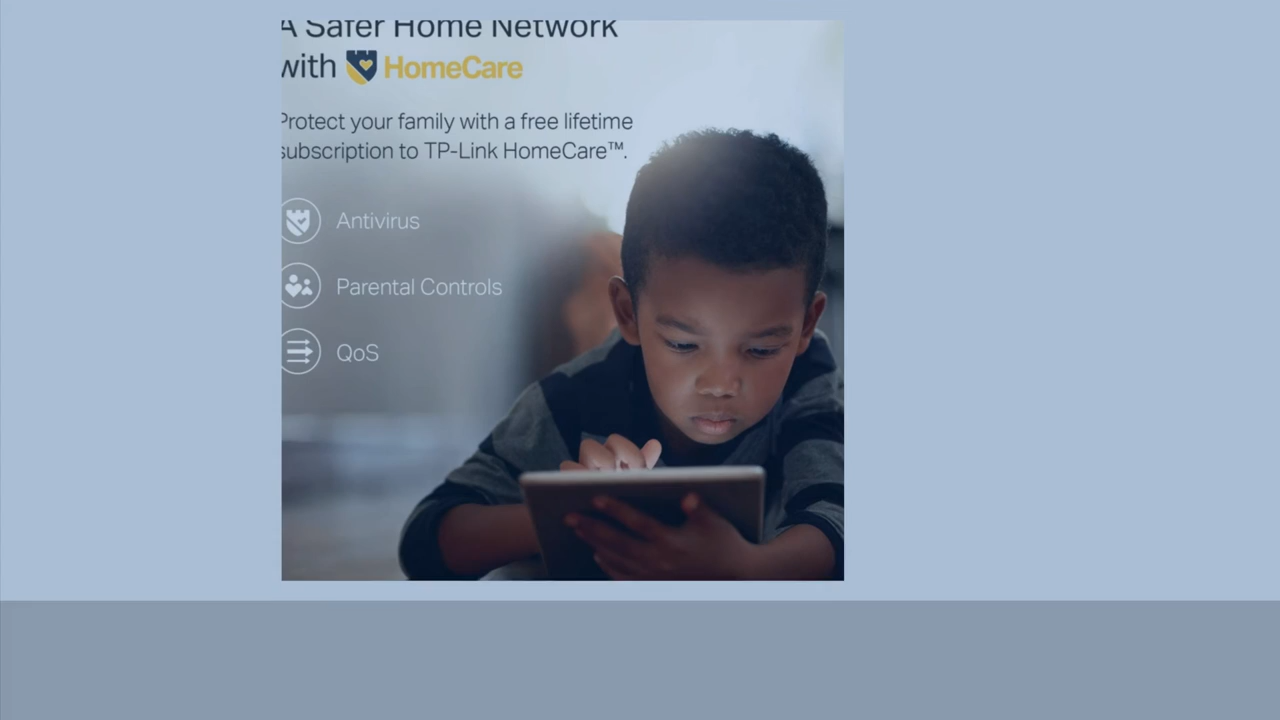 A Safer Home Network
with HomeCare
Protect your family with a free lifetime
subscription to TP-Link HomeCare™.
Antivirus
Parental Controls
QoS